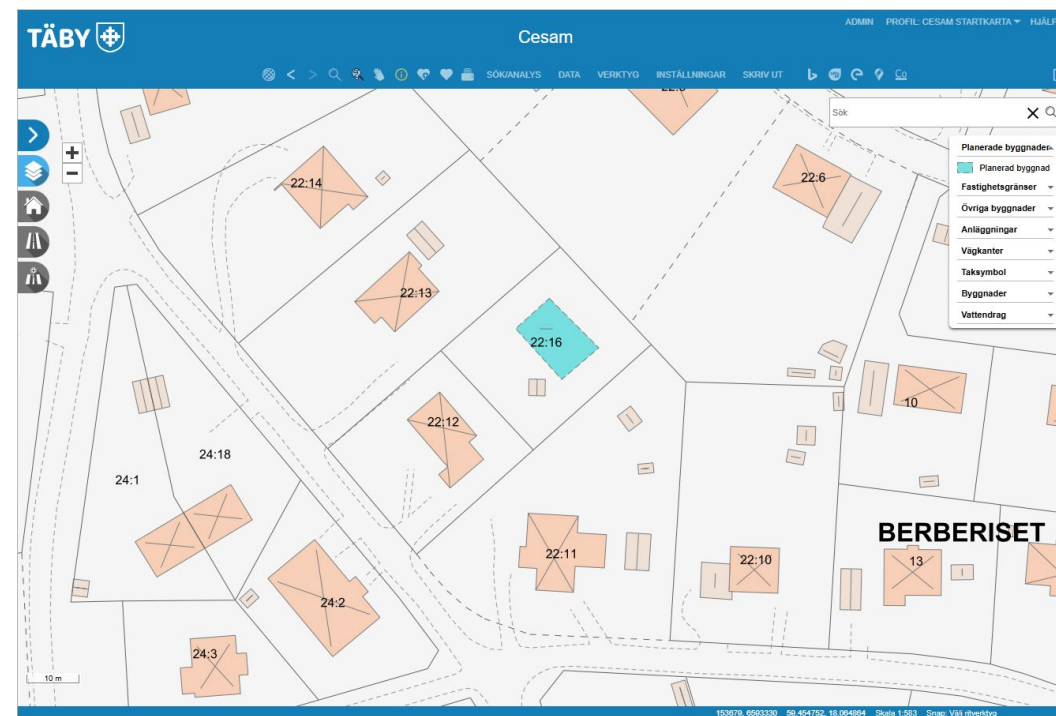 ADMIN PROFIL: CESAM STARTKARTA HJÄLP
TÄBY
Cesam
SÖK/ANALYS DATA VERKTYG INSTÄLLNINGAR SKRIV UT Co
Sök
Planerade byggnader
Planerad byggnad
Fastighetsgränser
Övriga byggnader
Anläggningar
Vägkanter
Taksymbol
Byggnader
Vattendrag
22:14
22:6
22:13
22:16
10
22:12
24:18
24:1
BERBERISET
22:11
22:10
13
24:2
24:3
10 m
153679, 6593330 59.454752, 18.064864 Skala 1:583 Snap: Välj ritverktyg